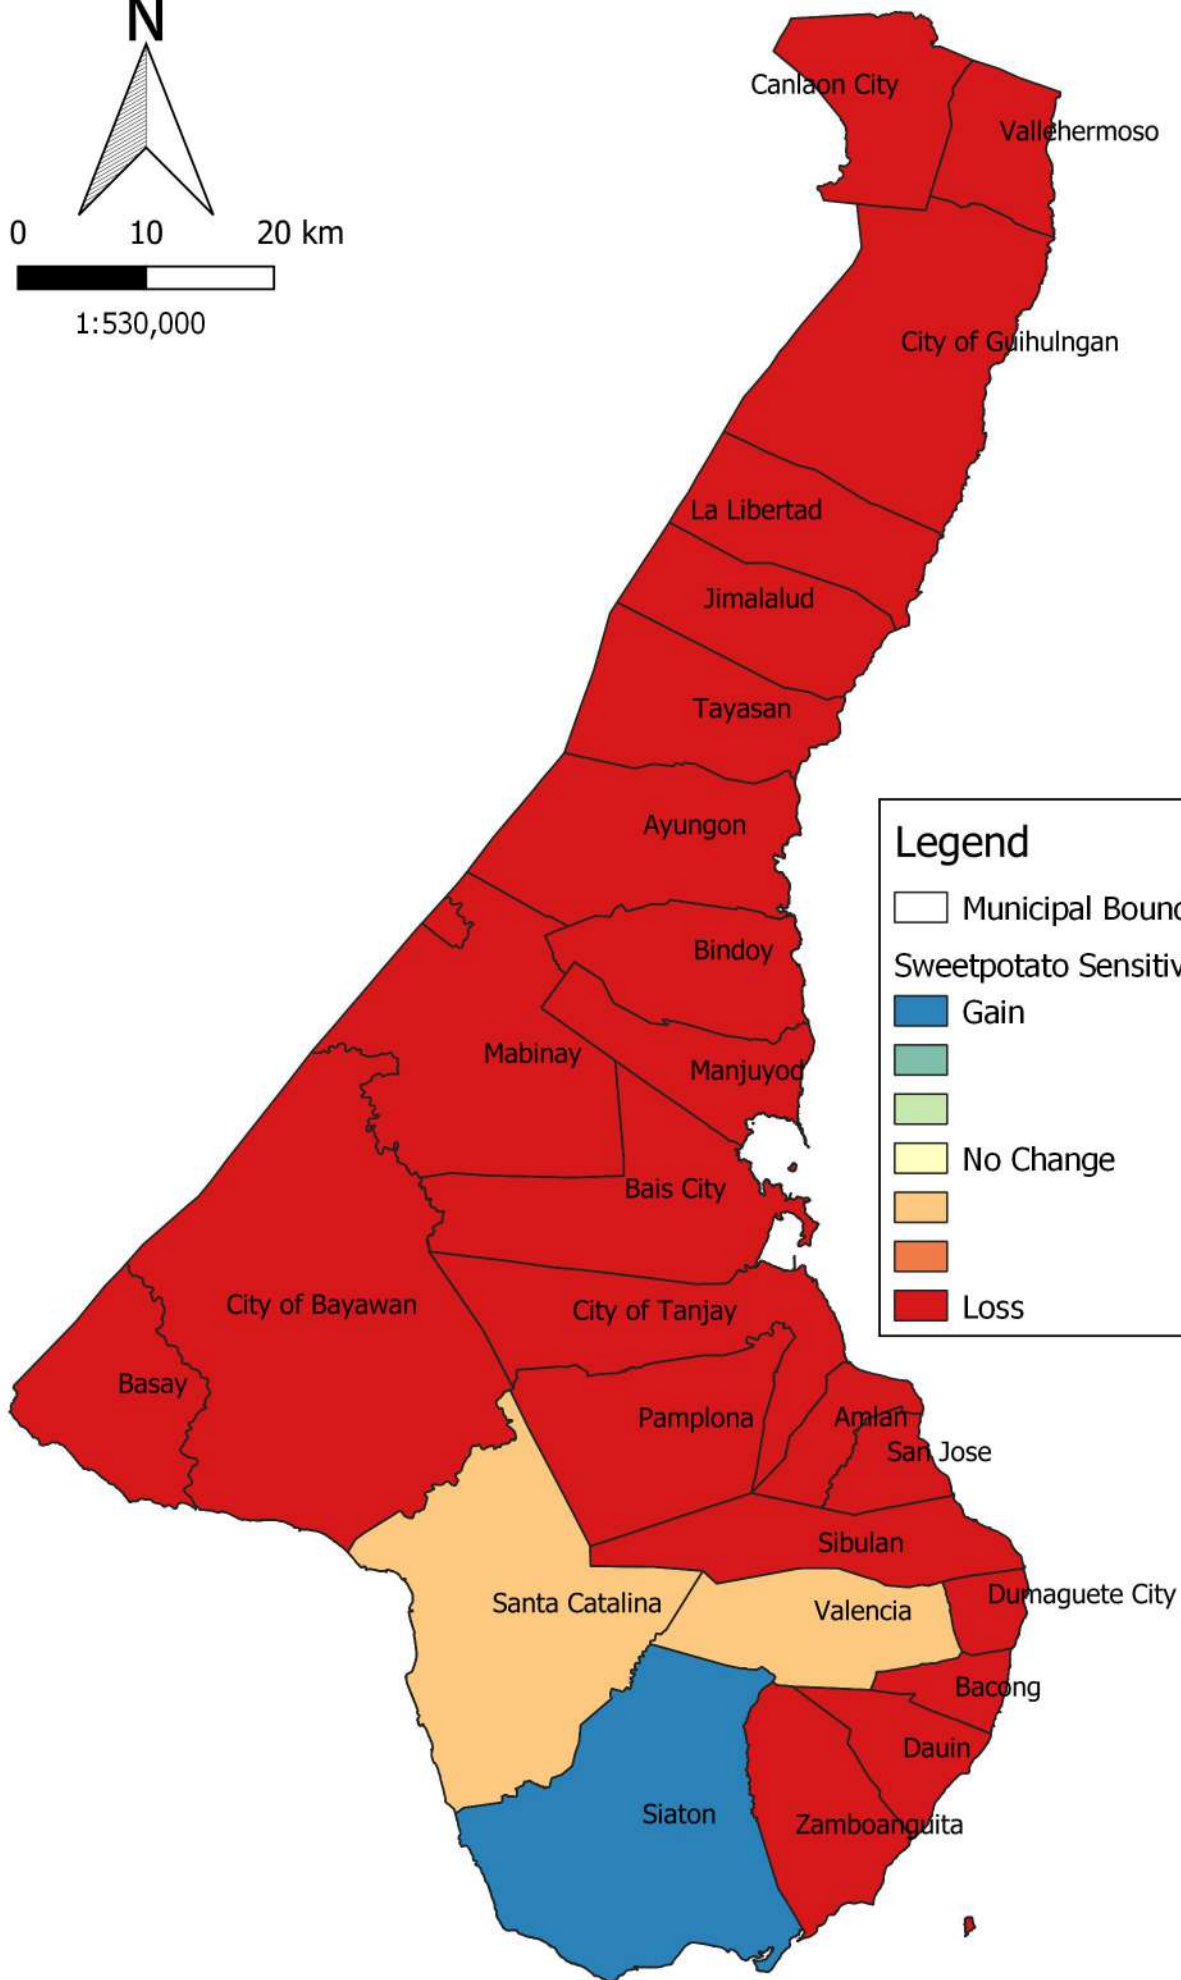 N
0 10 20 km
1:530,000
Canlaon City
Vallehermoso
City of Guihulngan
La Libertad
Jimalalud
Tayasan
Ayungon
Bindoy
Mabinay
Manjuyod
Bais City
City of Bayawan
City of Tanjay
Basay
Pamplona
Amlan
San Jose
Sibulan
Santa Catalina
Valencia
Dumaguete City
Bacong
Dauin
Siaton
Zamboanguita
Legend
Municipal Bound
Sweetpotato Sensitiv
Gain
No Change
Loss